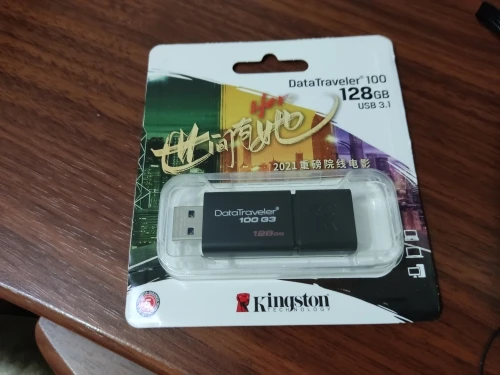 DataTraveler® 100
128GB
USB 3.1
世间有她
2021重磅院线电影
DataTraveler®
100 G3
128GB
Kingston
TECHNOLOGY